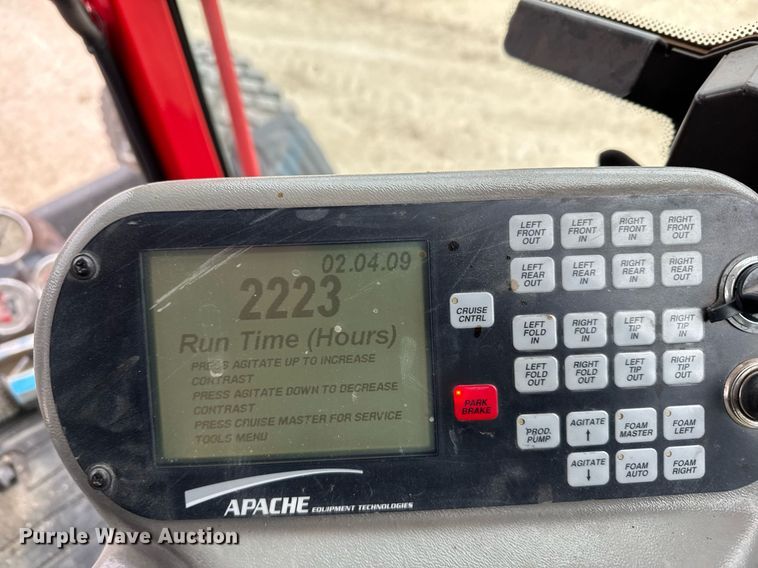 02.04.09
2223
Run Time (Hours)
PRESS AGITATE UP TO INCREASE
CONTRAST
PRESS AGITATE DOWN TO DECREASE
CONTRAST
PRESS CRUISE MASTER FOR SERVICE
TOOLS MENU
CRUISE
CNTRL
PARK
BRAKE
LEFT
FRONT
OUT
LEFT
FRONT
IN
RIGHT
FRONT
IN
RIGHT
FRONT
OUT
LEFT
REAR
OUT
LEFT
REAR
IN
RIGHT
REAR
IN
RIGHT
REAR
OUT
LEFT
FOLD
IN
RIGHT
FOLD
IN
LEFT
TIP
IN
RIGHT
TIP
IN
LEFT
FOLD
OUT
RIGHT
FOLD
OUT
LEFT
TIP
OUT
RIGHT
TIP
OUT
PROD.
PUMP
AGITATE
FOAM
MASTER
FOAM
LEFT
AGITATE
FOAM
AUTO
FOAM
RIGHT
APACHE EQUIPMENT TECHNOLOGIES
Purple Wave Auction